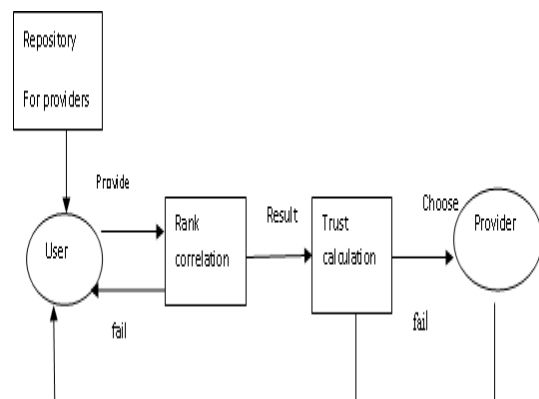 Repository
For providers
Provide
User
fail
Rank
correlation
Result
Trust
calculation
Choose
fail
Provider